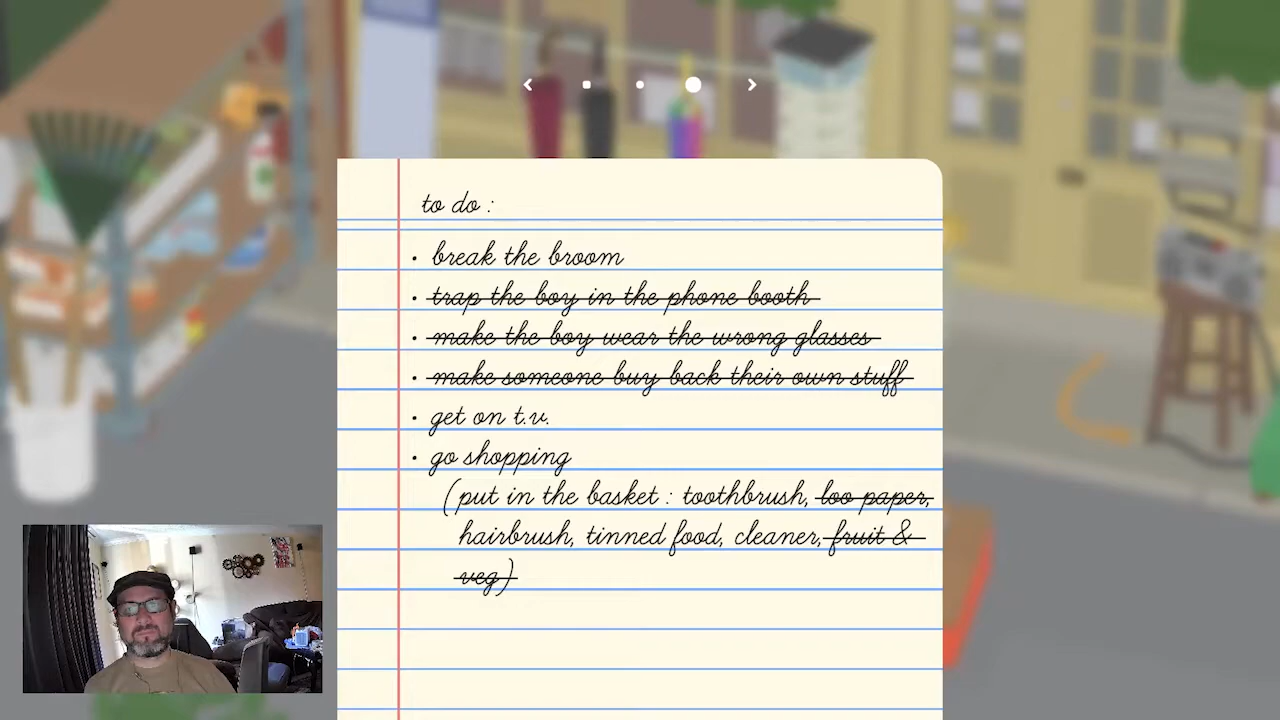 to do :
• break the broom
• trap the boy in the phone booth
• make the boy wear the wrong glasses
• make someone buy back their own stuff
• get on t.v.
• go shopping
(put in the basket : toothbrush, loo paper,
hairbrush, tinned food, cleaner, fruit &
veg)